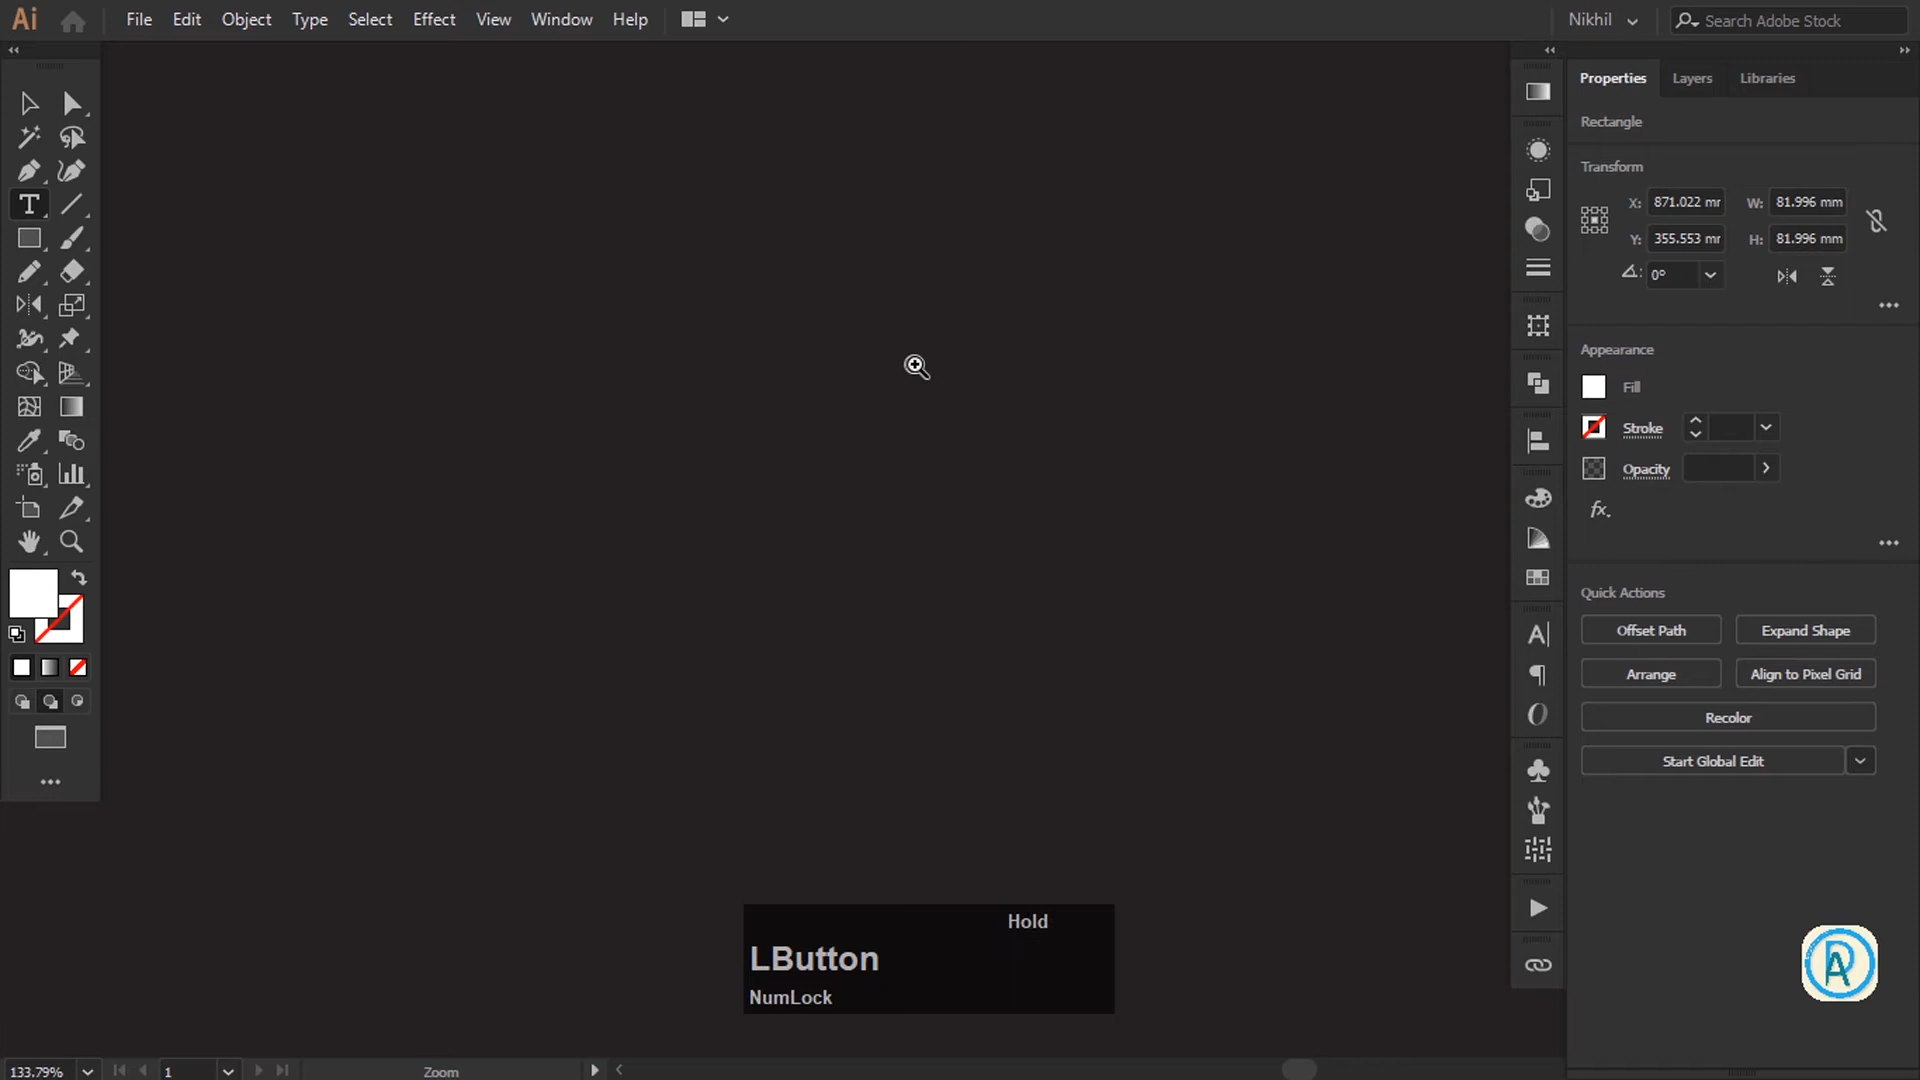 Ai File Edit Object Type Select Effect View Window Help Nikhil Search Adobe Stock
Properties Layers Libraries
Rectangle
Transform
X: 871.022 mm W: 81.996 mm
Y: 355.553 mm H: 81.996 mm
0°
Appearance
Fill
Stroke
Opacity
fx.
Quick Actions
Offset Path Expand Shape
Arrange Align to Pixel Grid
Recolor
Start Global Edit
Hold
LButton
NumLock
133.79% 1 Zoom